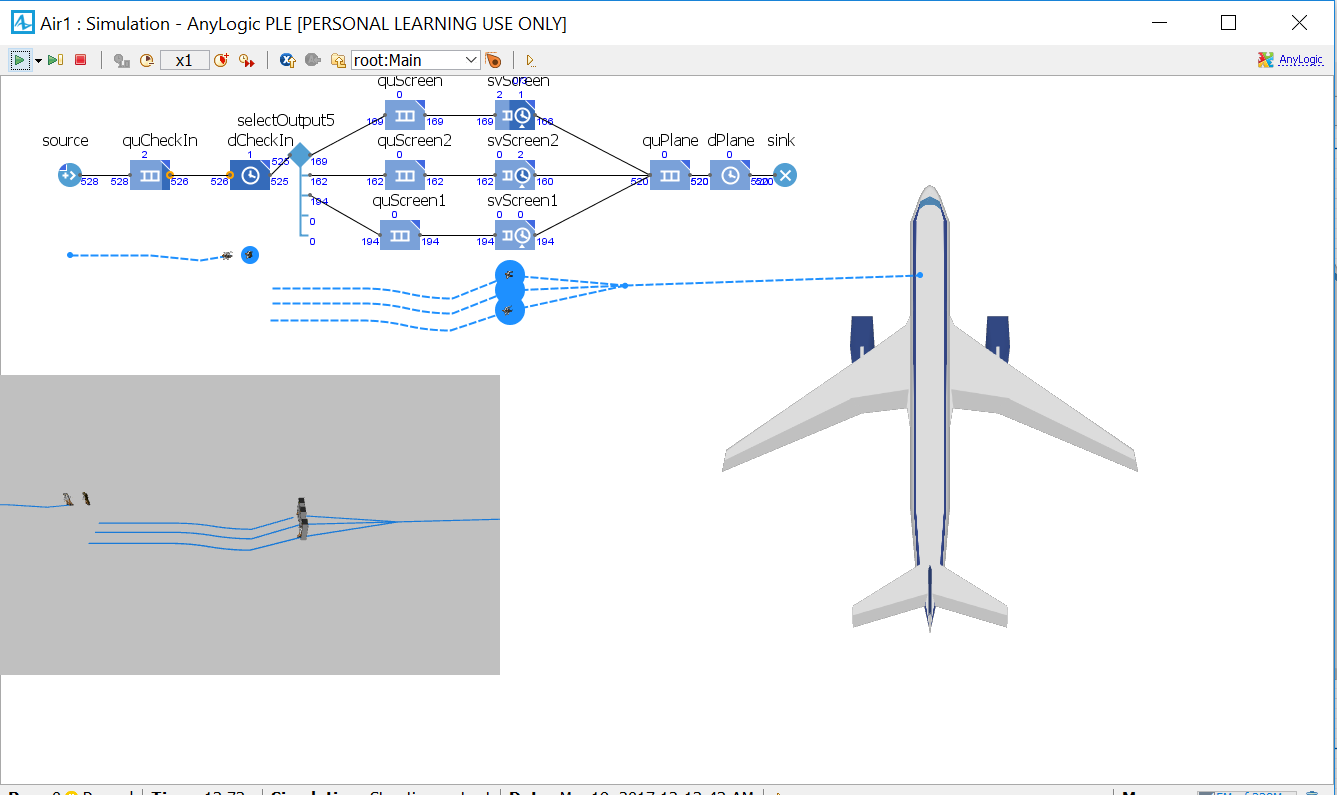 Air1 : Simulation - AnyLogic PLE [PERSONAL LEARNING USE ONLY]
x1 root:Main AnyLogic
quScreen svScreen
0 2 1
169 169 169 166
selectOutput5
source quCheckIn dCheckIn quScreen2 svScreen2 quPlane dPlane sink
2 1 0 0 2 0 0
528 528 526 526 525 525 169
162 162 162 162 160 520 520 520
quScreen1 svScreen1
194 0 0 0
0
0 194 194 194 194